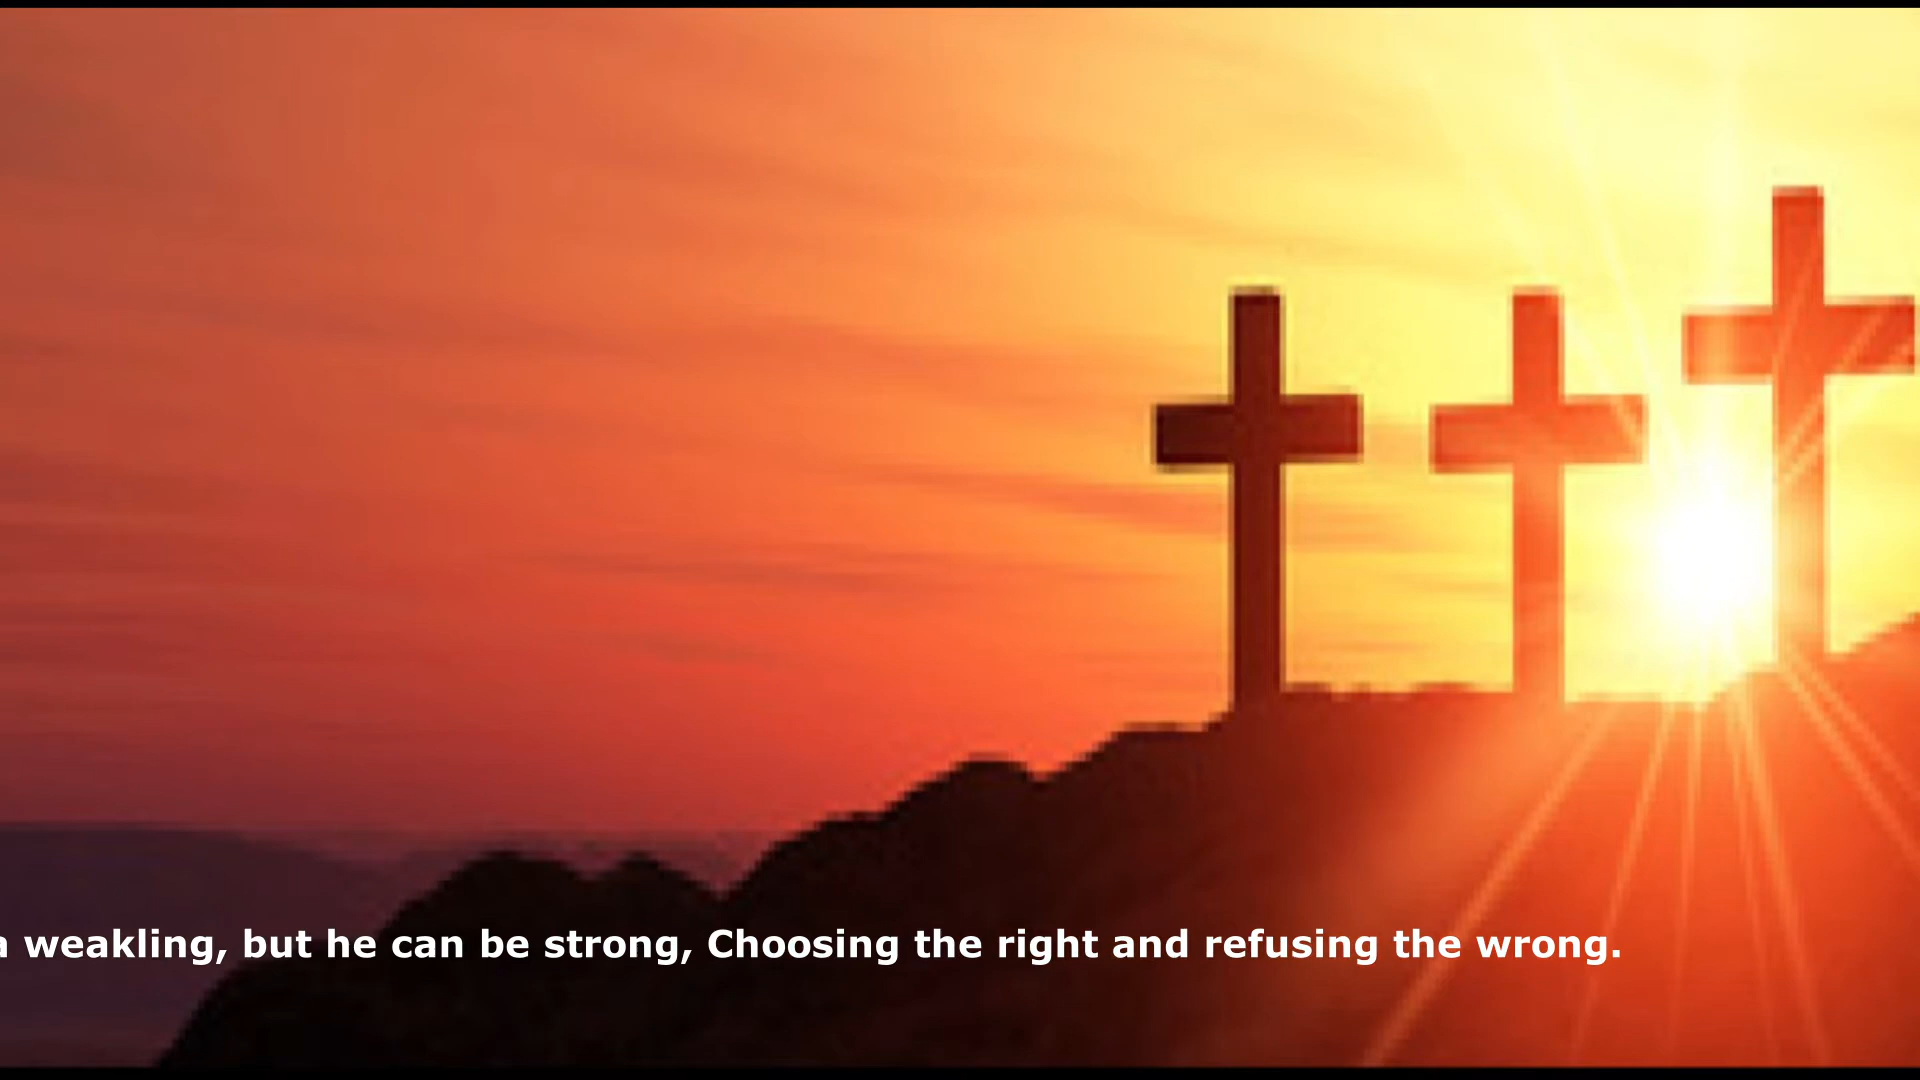 a weakling, but he can be strong, Choosing the right and refusing the wrong.